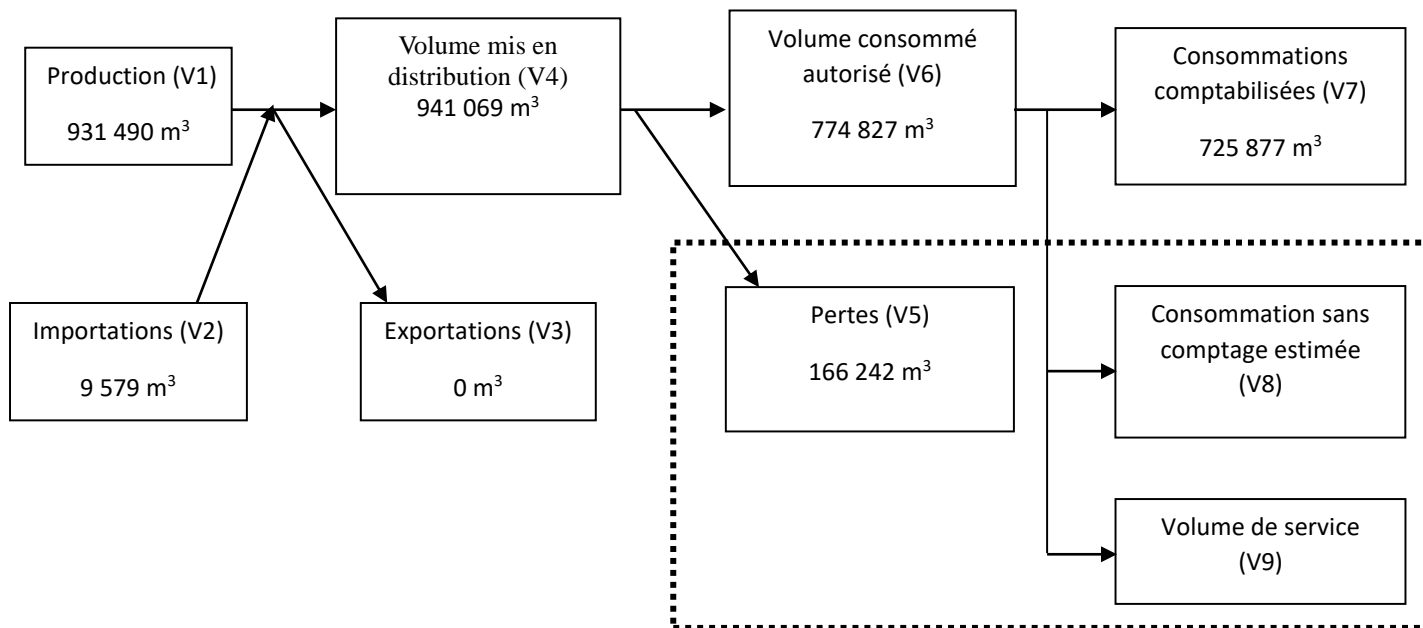 Production (V1)
931 490 m³
Volume mis en
distribution (V4)
941 069 m³
Volume consommé
autorisé (V6)
774 827 m³
Consommations
comptabilisées (V7)
725 877 m³
Importations (V2)
9 579 m³
Exportations (V3)
0 m³
Pertes (V5)
166 242 m³
Consommation sans
comptage estimée
(V8)
Volume de service
(V9)